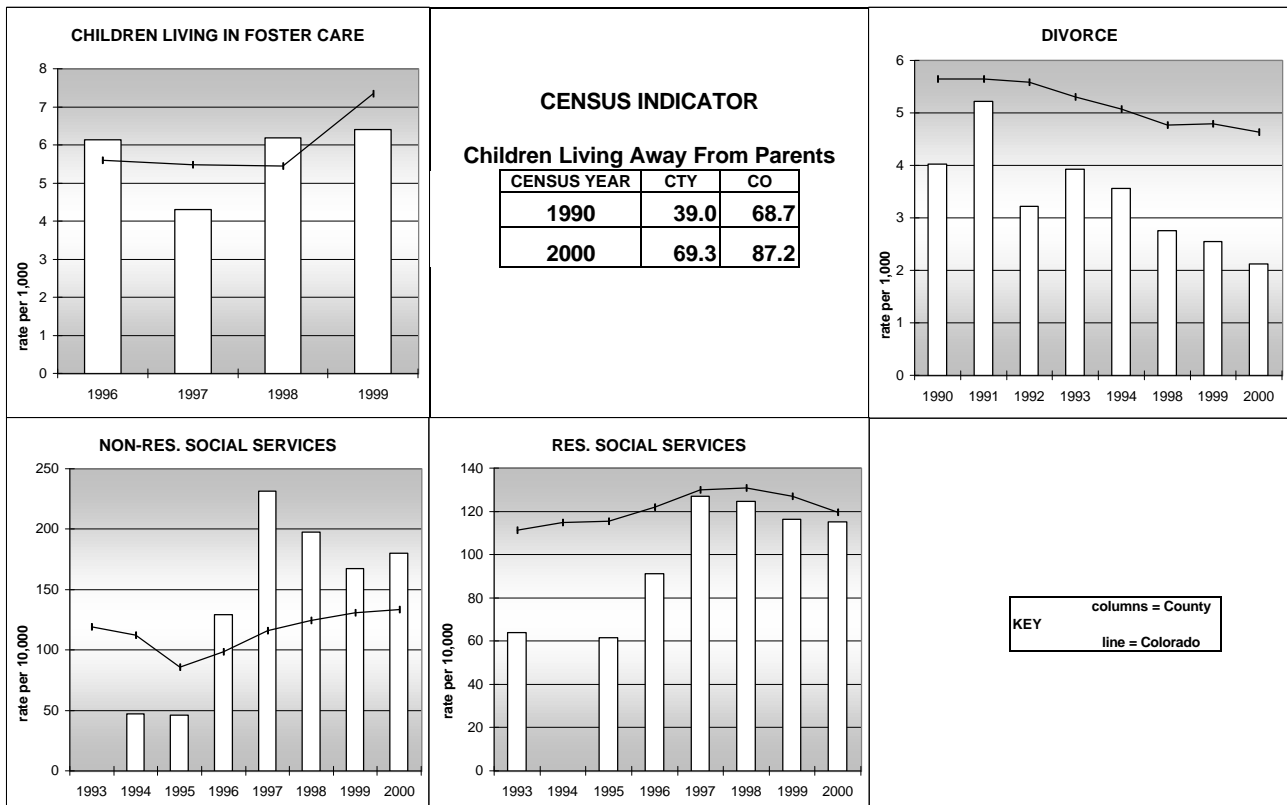 CHILDREN LIVING IN FOSTER CARE
8
7
6
5
4
3
2
1
0
rate per 1,000
1996 1997 1998 1999
CENSUS INDICATOR
Children Living Away From Parents
CENSUS YEAR CTY CO
1990 39.0 68.7
2000 69.3 87.2
DIVORCE
6
5
4
3
2
1
0
rate per 1,000
1990 1991 1992 1993 1994 1998 1999 2000
NON-RES. SOCIAL SERVICES
250
200
150
100
50
0
rate per 10,000
1993 1994 1995 1996 1997 1998 1999 2000
RES. SOCIAL SERVICES
140
120
100
80
60
40
20
0
rate per 10,000
1993 1994 1995 1996 1997 1998 1999 2000
columns = County
KEY
line = Colorado